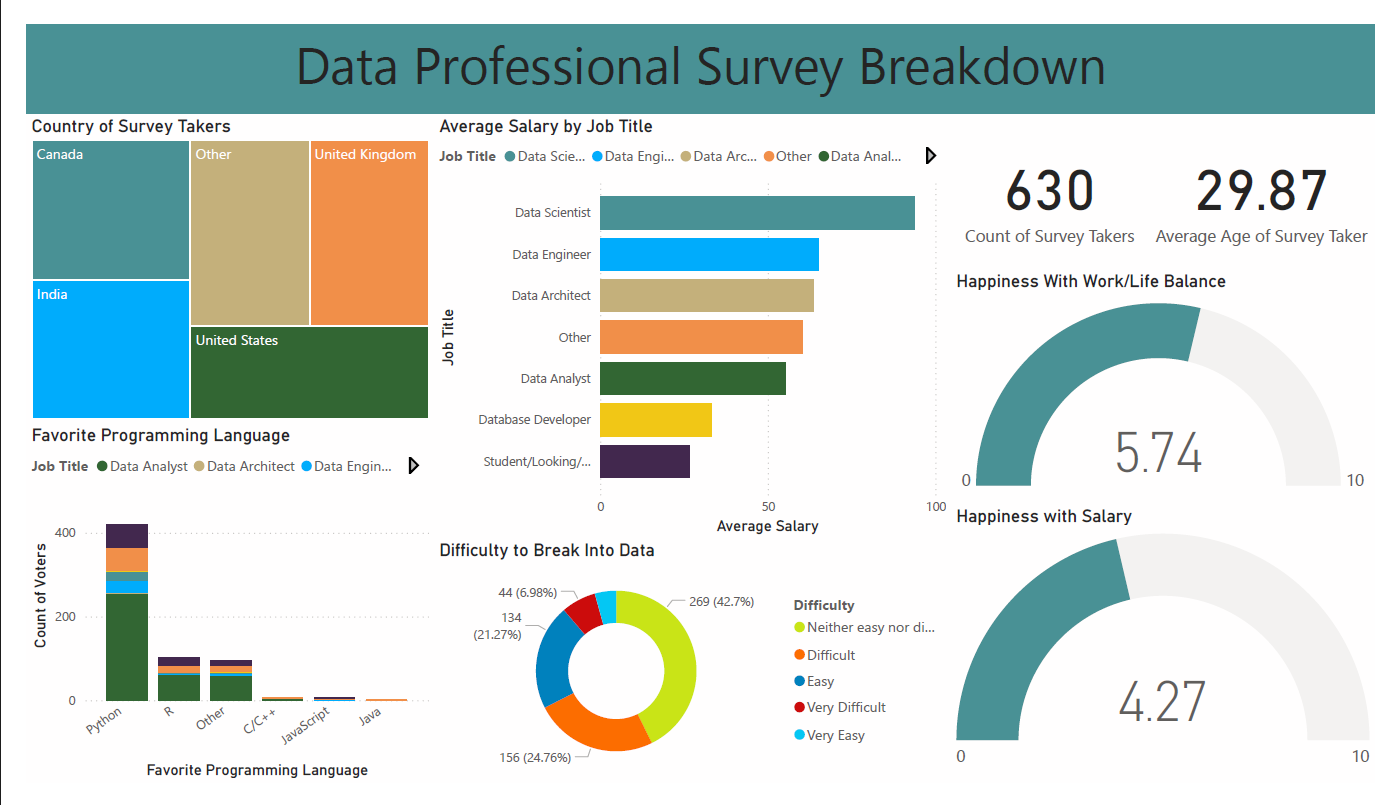 Data Professional Survey Breakdown
Country of Survey Takers
Canada
Other
United Kingdom
India
United States
Average Salary by Job Title
Job Title Data Scie... Data Engi... Data Arc... Other Data Anal...
Job Title
Data Scientist
Data Engineer
Data Architect
Other
Data Analyst
Database Developer
Student/Looking/...
0 50 100
Average Salary
630
Count of Survey Takers
29.87
Average Age of Survey Taker
Happiness With Work/Life Balance
5.74
0 10
Happiness with Salary
4.27
0 10
Favorite Programming Language
Job Title Data Analyst Data Architect Data Engin...
Count of Voters
400
200
0
Python R Other C/C++ JavaScript Java
Favorite Programming Language
Difficulty to Break Into Data
44 (6.98%)
269 (42.7%)
134
(21.27%)
156 (24.76%)
Difficulty
Neither easy nor di...
Difficult
Easy
Very Difficult
Very Easy